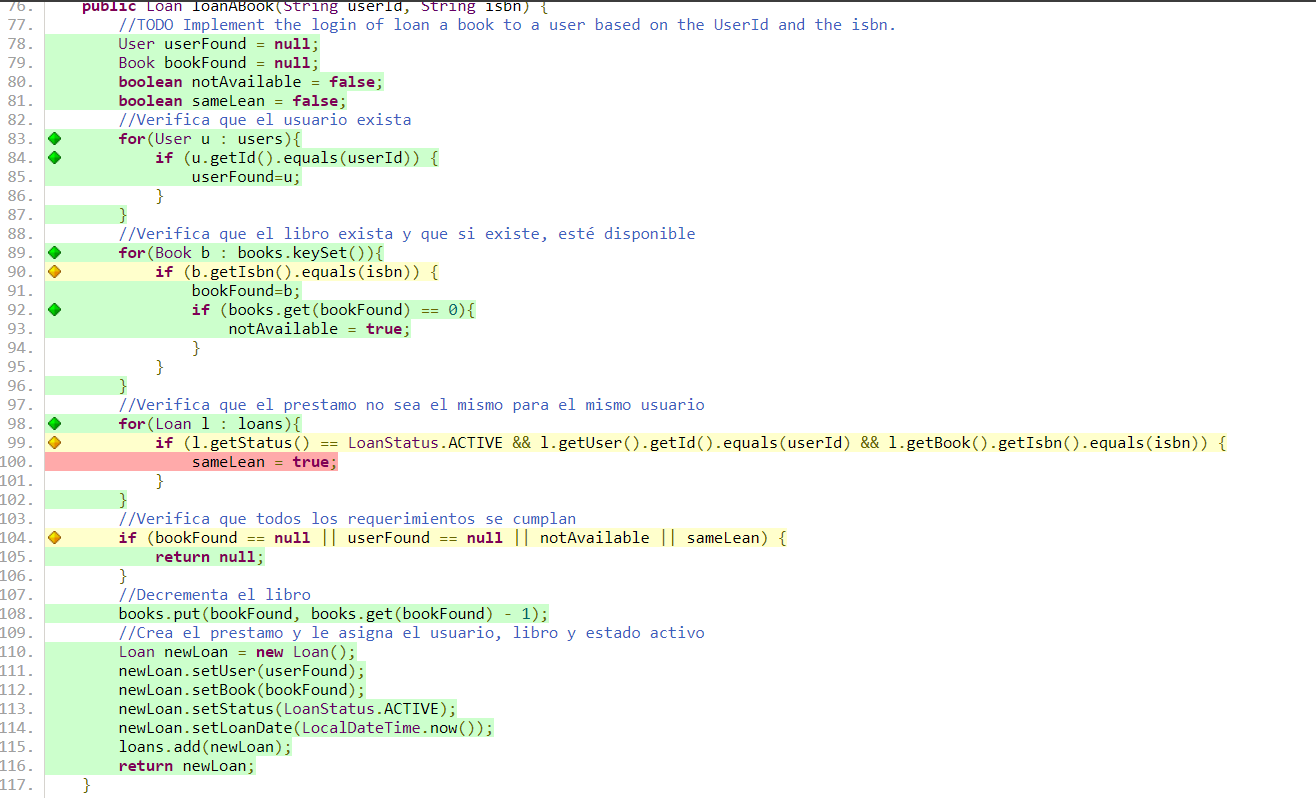 76. public Loan loanABook(String userId, String isbn) {
77. //TODO Implement the login of loan a book to a user based on the UserId and the isbn.
78. User userFound = null;
79. Book bookFound = null;
80. boolean notAvailable = false;
81. boolean sameLean = false;
82. //Verifica que el usuario exista
83. for(User u : users){
84. if (u.getId().equals(userId)) {
85. userFound=u;
86. }
87. }
88. //Verifica que el libro exista y que si existe, esté disponible
89. for(Book b : books.keySet()){
90. if (b.getIsbn().equals(isbn)) {
91. bookFound=b;
92. if (books.get(bookFound) == 0){
93. notAvailable = true;
94. }
95. }
96. }
97. //Verifica que el prestamo no sea el mismo para el mismo usuario
98. for(Loan l : loans){
99. if (l.getStatus() == LoanStatus.ACTIVE && l.getUser().getId().equals(userId) && l.getBook().getIsbn().equals(isbn)) {
100. sameLean = true;
101. }
102. }
103. //Verifica que todos los requerimientos se cumplan
104. if (bookFound == null || userFound == null || notAvailable || sameLean) {
105. return null;
106. }
107. //Decrementa el libro
108. books.put(bookFound, books.get(bookFound) - 1);
109. //Crea el prestamo y le asigna el usuario, libro y estado activo
110. Loan newLoan = new Loan();
111. newLoan.setUser(userFound);
112. newLoan.setBook(bookFound);
113. newLoan.setStatus(LoanStatus.ACTIVE);
114. newLoan.setLoanDate(LocalDateTime.now());
115. loans.add(newLoan);
116. return newLoan;
117. }